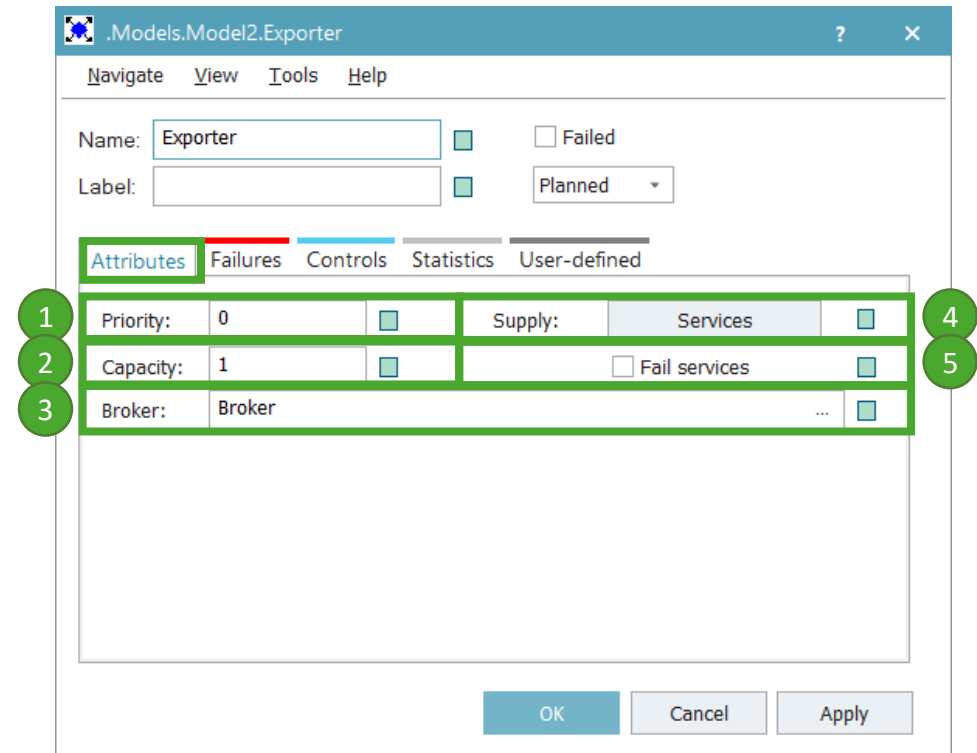 .Models.Model2.Exporter ? ×
Navigate View Tools Help
Name: Exporter Failed
Label: Planned
Attributes Failures Controls Statistics User-defined
1 Priority: 0 Supply: Services 4
2 Capacity: 1 Fail services 5
3 Broker: Broker ...
OK Cancel Apply